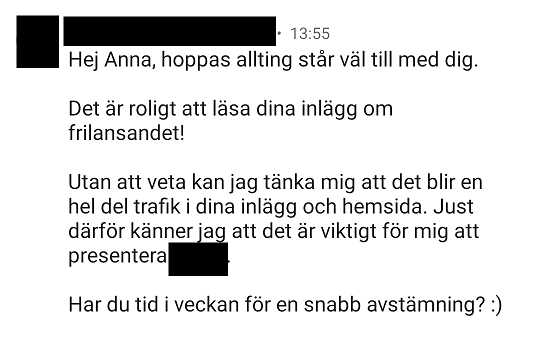 · 13:55
Hej Anna, hoppas allting står väl till med dig.
Det är roligt att läsa dina inlägg om
frilansandet!
Utan att veta kan jag tänka mig att det blir en
hel del trafik i dina inlägg och hemsida. Just
därför känner jag att det är viktigt för mig att
presentera .
Har du tid i veckan för en snabb avstämning? :)